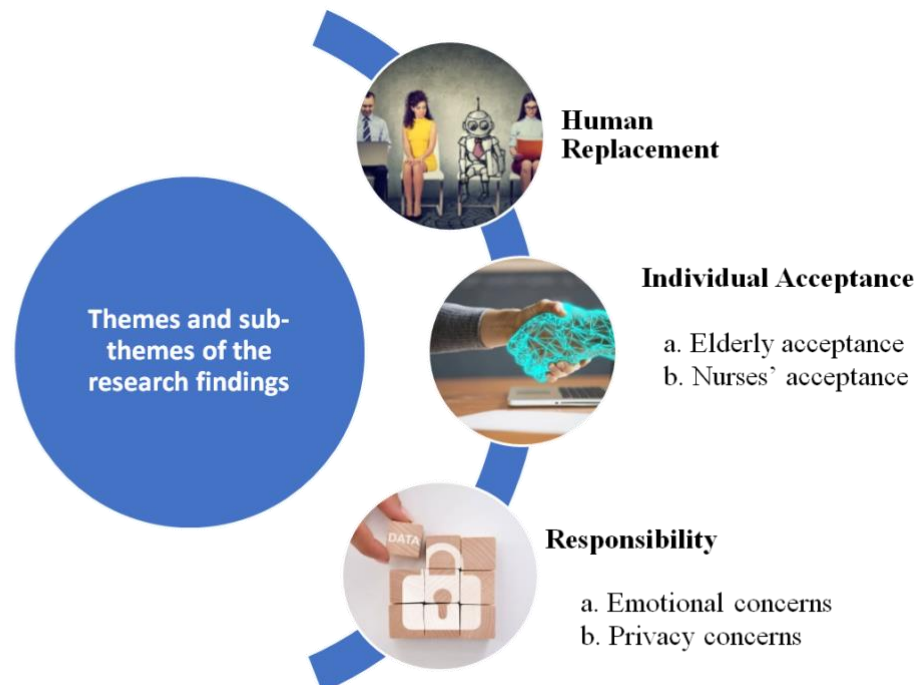 Themes and sub-
themes of the
research findings
Human
Replacement
Individual Acceptance
a. Elderly acceptance
b. Nurses’ acceptance
DATA
Responsibility
a. Emotional concerns
b. Privacy concerns